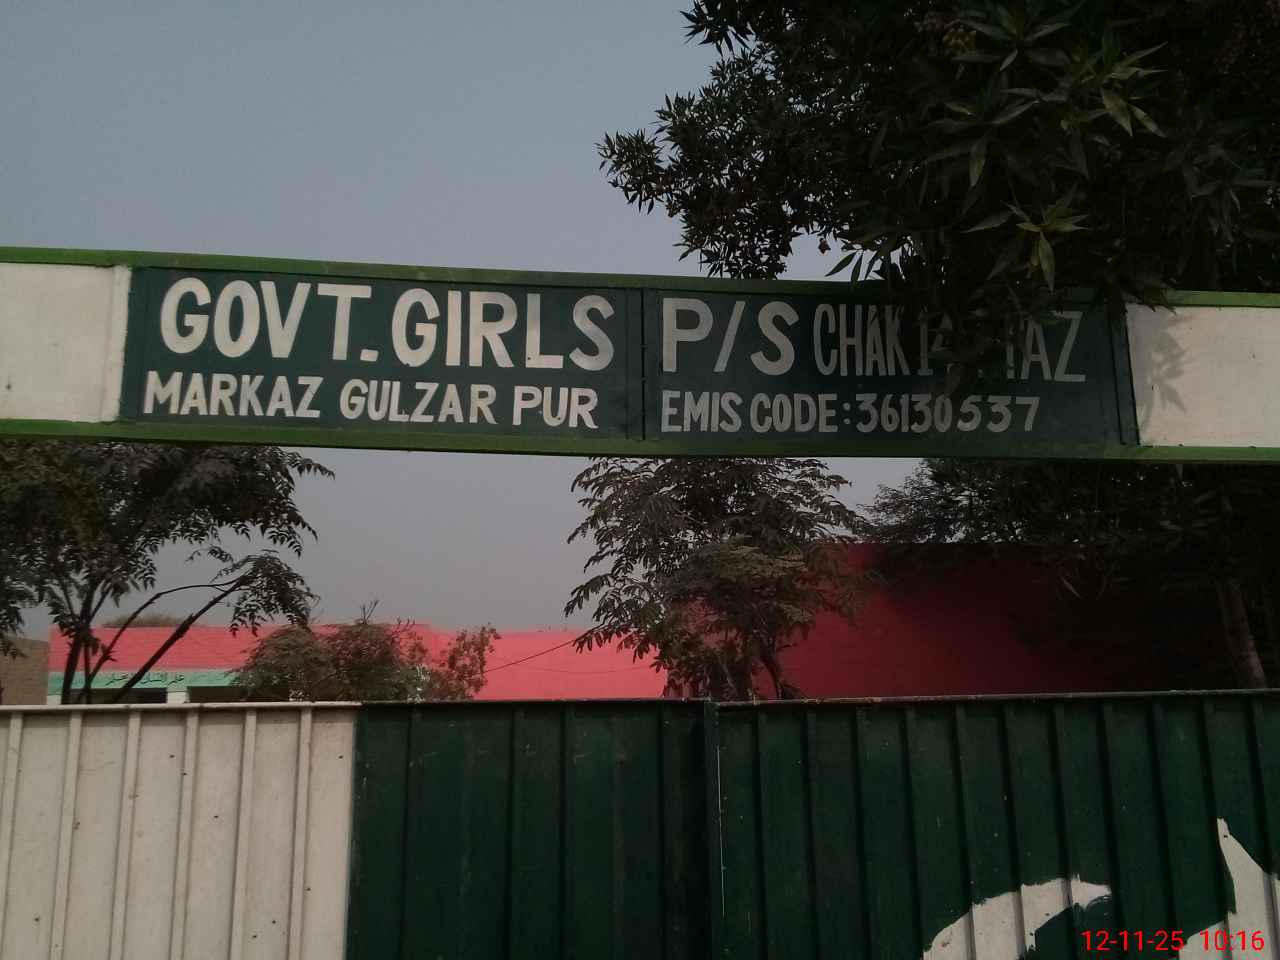 GOVT. GIRLS P/S CHAK
MARKAZ GULZAR PUR EMIS CODE:36130537
12-11-25 10:16